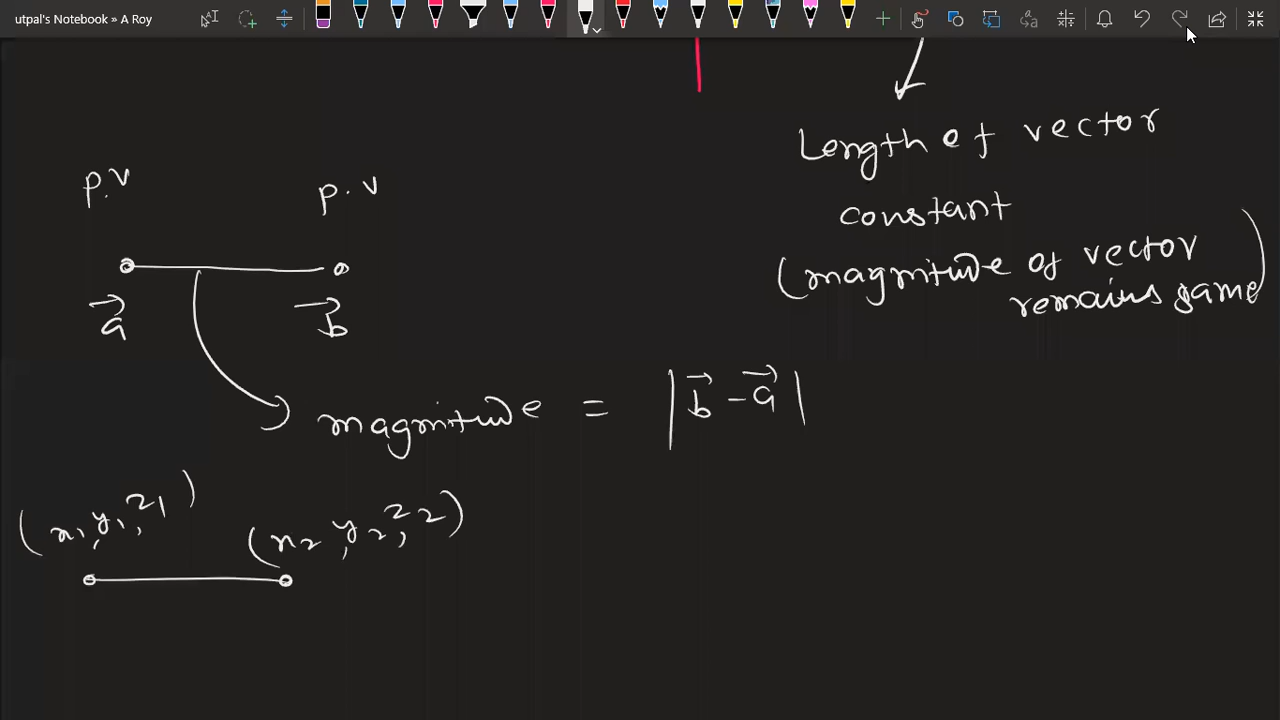 utpal's Notebook » A Roy
Length of vector
constant
(magnitude of vector
remains same)
p.v p.v
→a →b
magnitude = |→b - →a|
(x1, y1, z1) (x2, y2, z2)